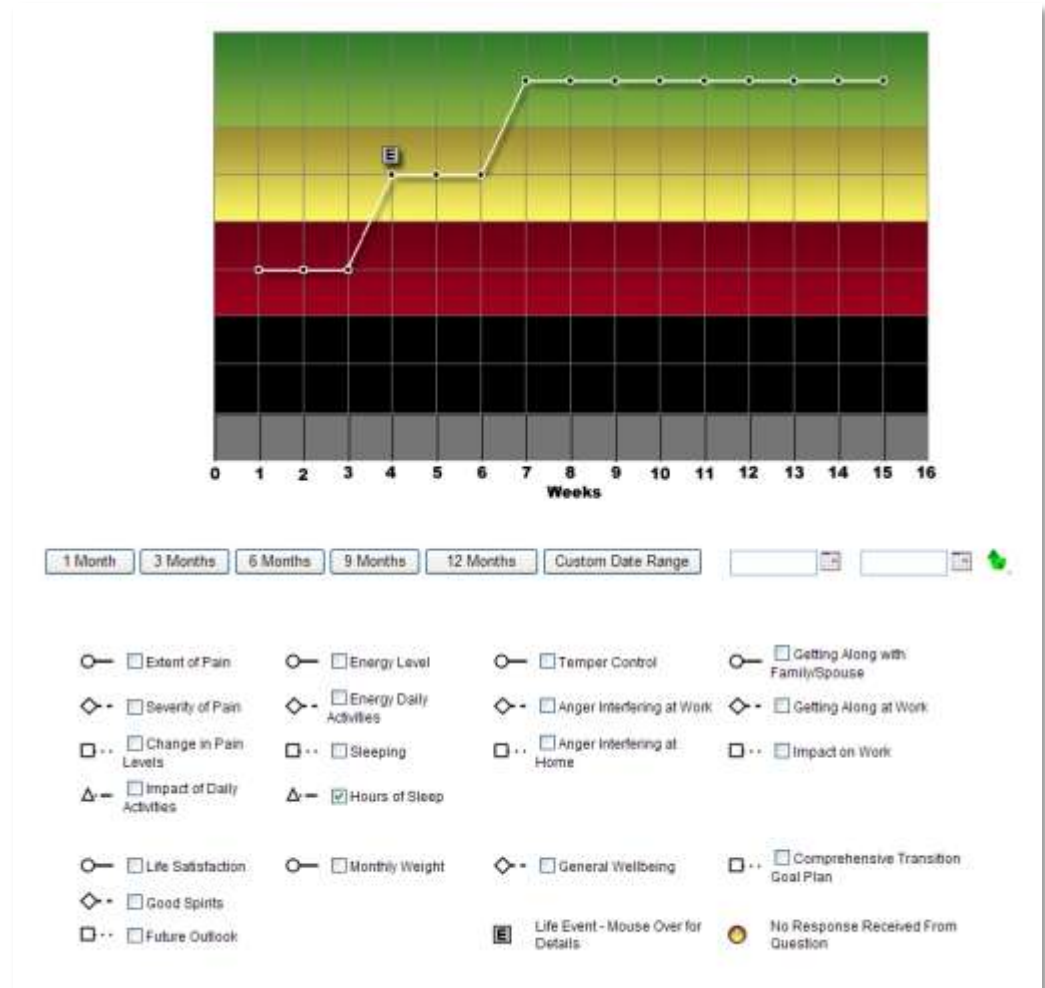 E
0 1 2 3 4 5 6 7 8 9 10 11 12 13 14 15 16
Weeks
1 Month 3 Months 6 Months 9 Months 12 Months Custom Date Range
Extent of Pain Energy Level Temper Control Getting Along with
Family/Spouse
Severity of Pain Energy Daily
Activities Anger Interfering at Work Getting Along at Work
Change in Pain
Levels Sleeping Anger Interfering at
Home Impact on Work
Impact of Daily
Activities Hours of Sleep
Life Satisfaction Monthly Weight General Wellbeing Comprehensive Transition
Goal Plan
Good Spirits
Future Outlook E Life Event - Mouse Over for
Details No Response Received From
Question